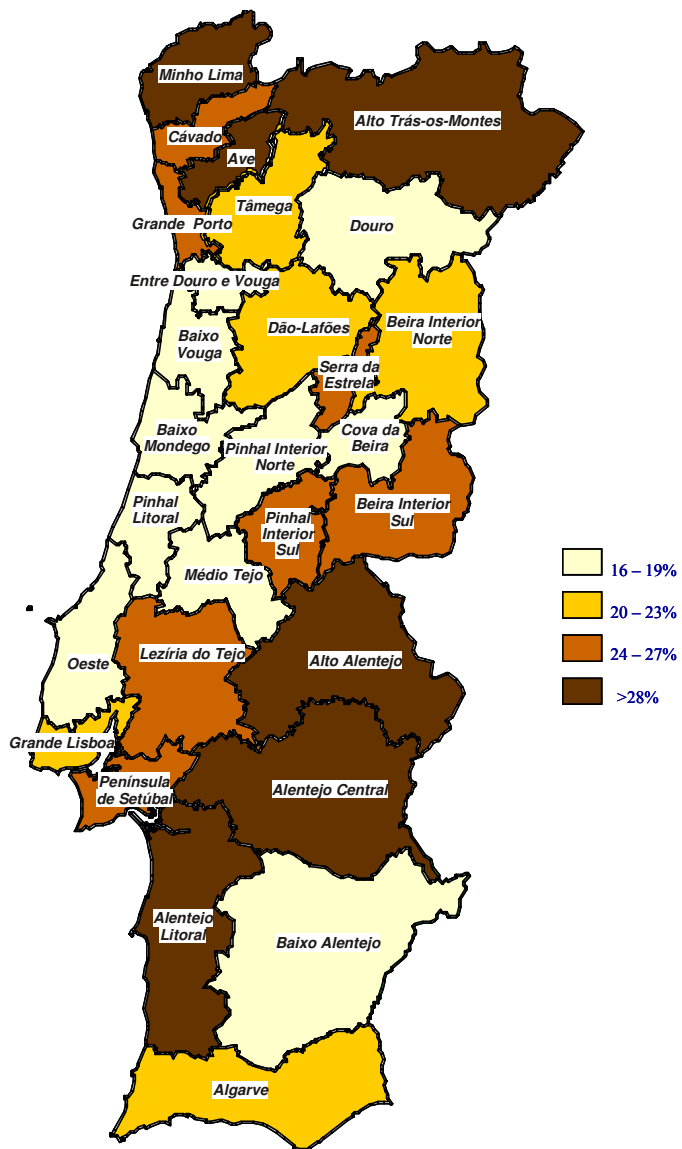 Minho Lima
Alto Trás-os-Montes
Cávado
Ave
Tâmega
Grande Porto
Douro
Entre Douro e Vouga
Dão-Lafões
Beira Interior
Norte
Baixo
Vouga
Serra da
Estrela
Baixo
Mondego
Pinhal Interior
Norte
Cova da
Beira
Pinhal
Litoral
Pinhal
Interior
Sul
Beira Interior
Sul
Médio Tejo
16 – 19%
20 – 23%
24 – 27%
>28%
Oeste
Lezíria do Tejo
Alto Alentejo
Grande Lisboa
Península
de Setúbal
Alentejo Central
Alentejo
Litoral
Baixo Alentejo
Algarve